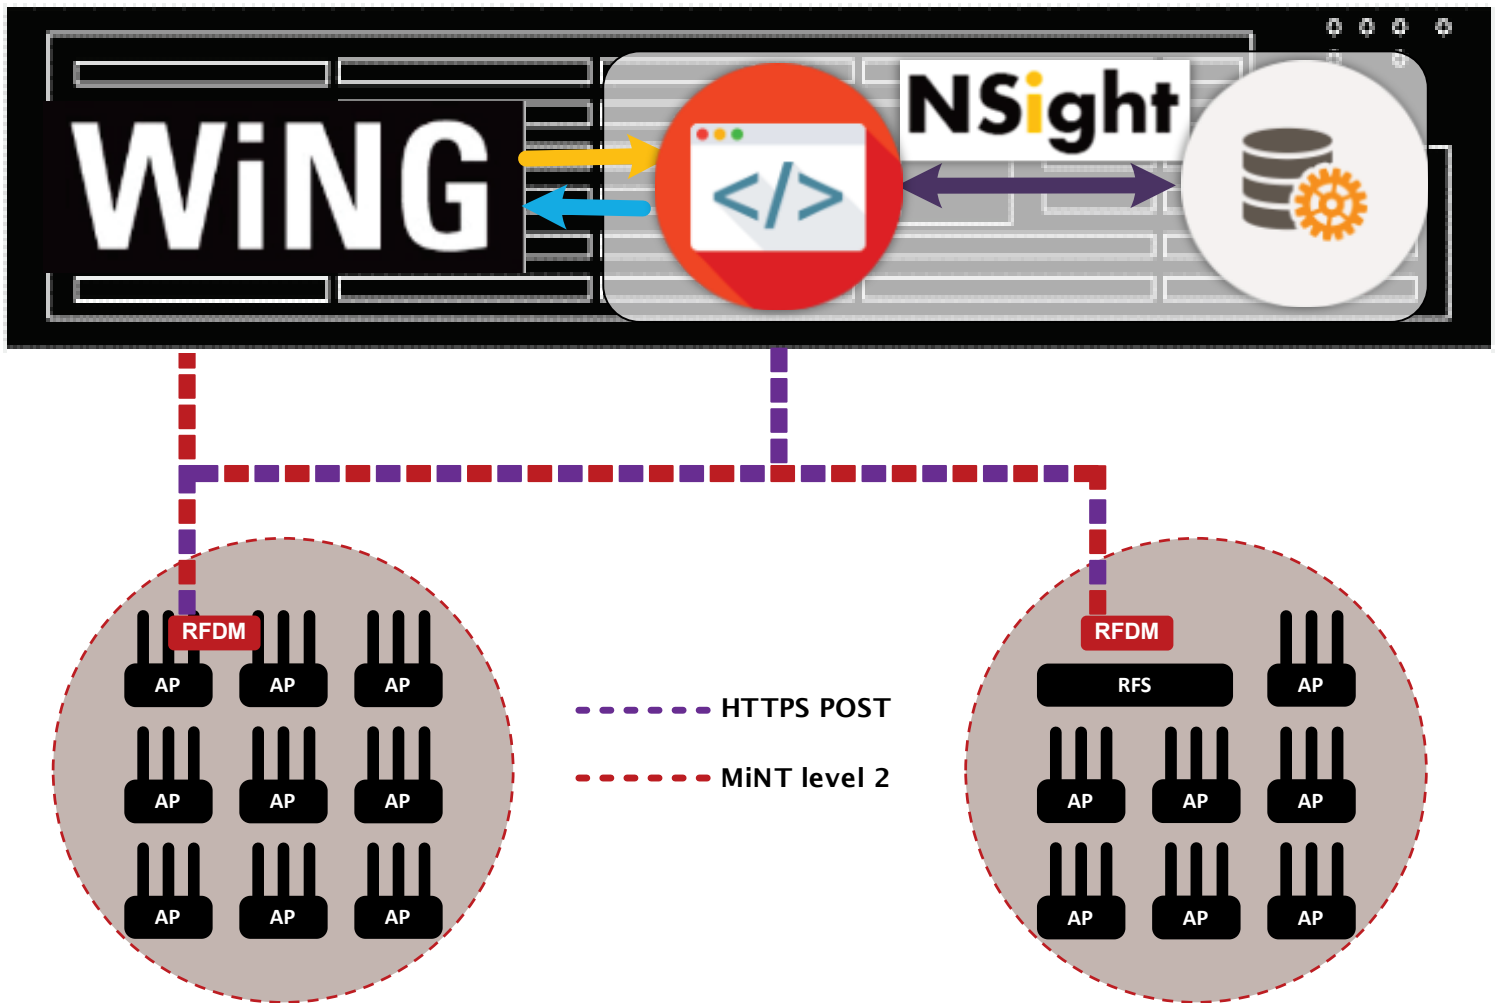 WiNG
NSight
</>
RFDM
AP AP AP
AP AP AP
AP AP AP
HTTPS POST
MiNT level 2
RFDM
RFS AP
AP AP AP
AP AP AP